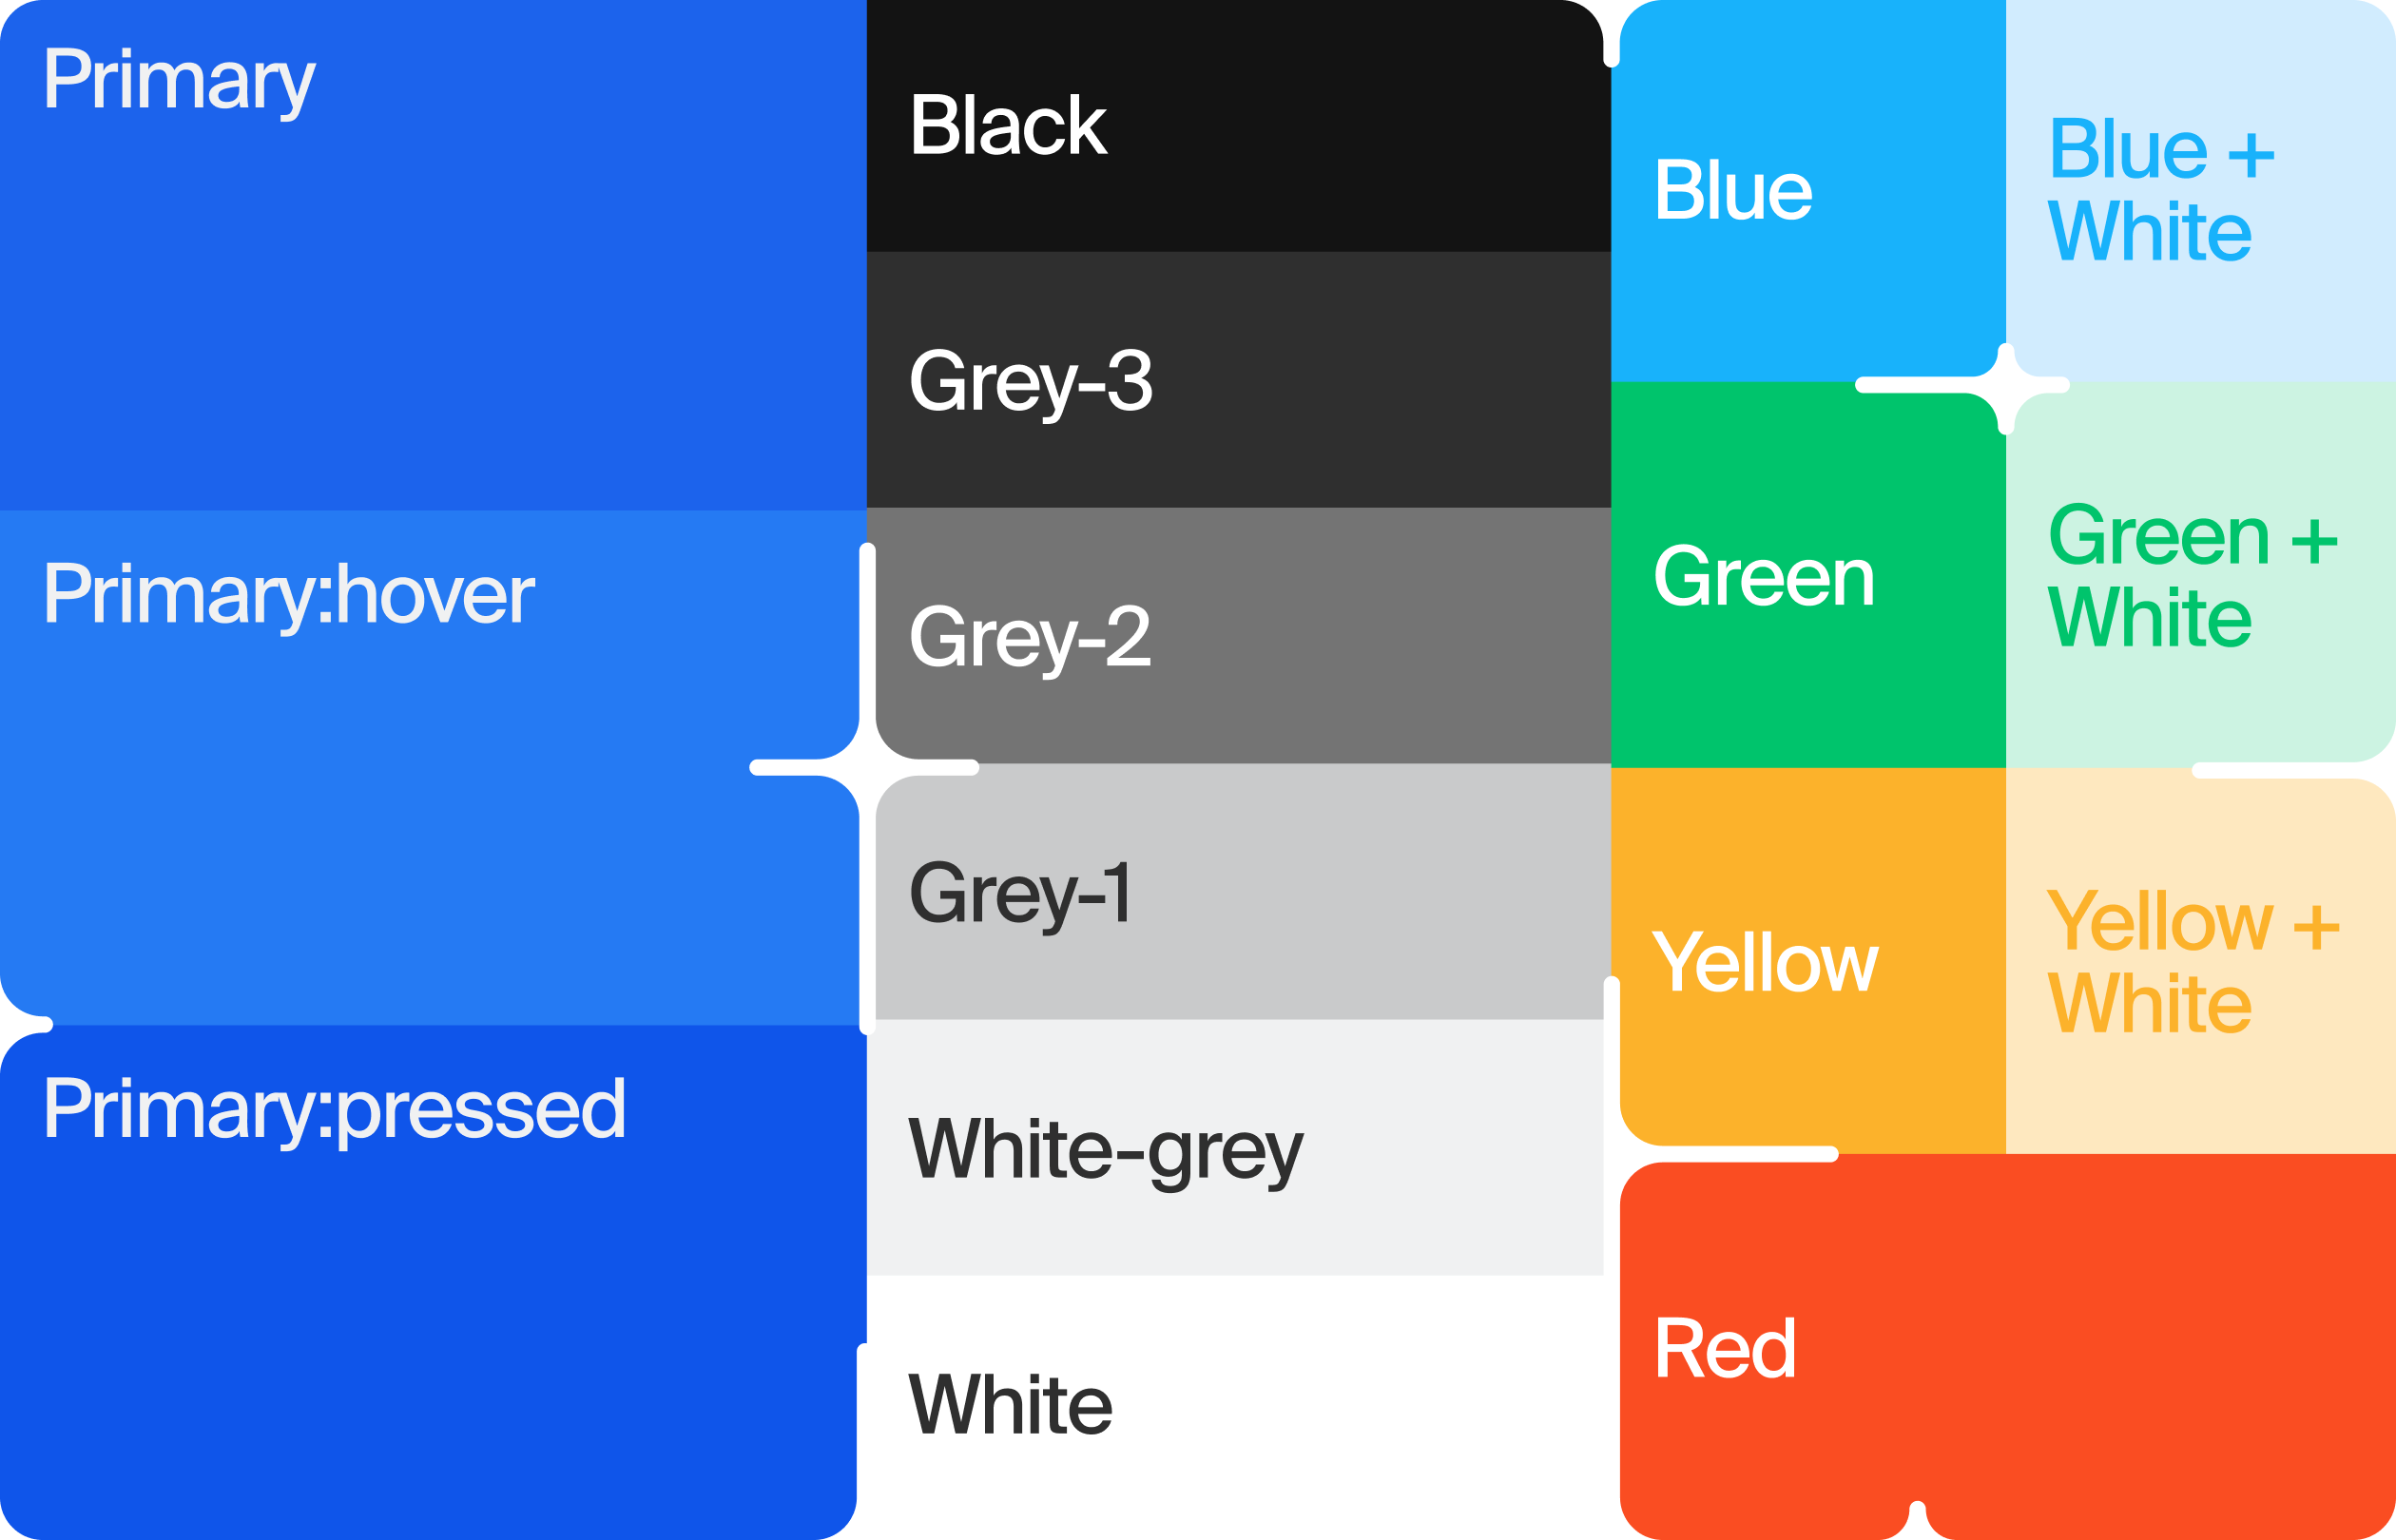 Primary
Primary:hover
Primary:pressed
Black
Grey-3
Grey-2
Grey-1
White-grey
White
Blue
Blue +
White
Green
Green +
White
Yellow
Yellow +
White
Red